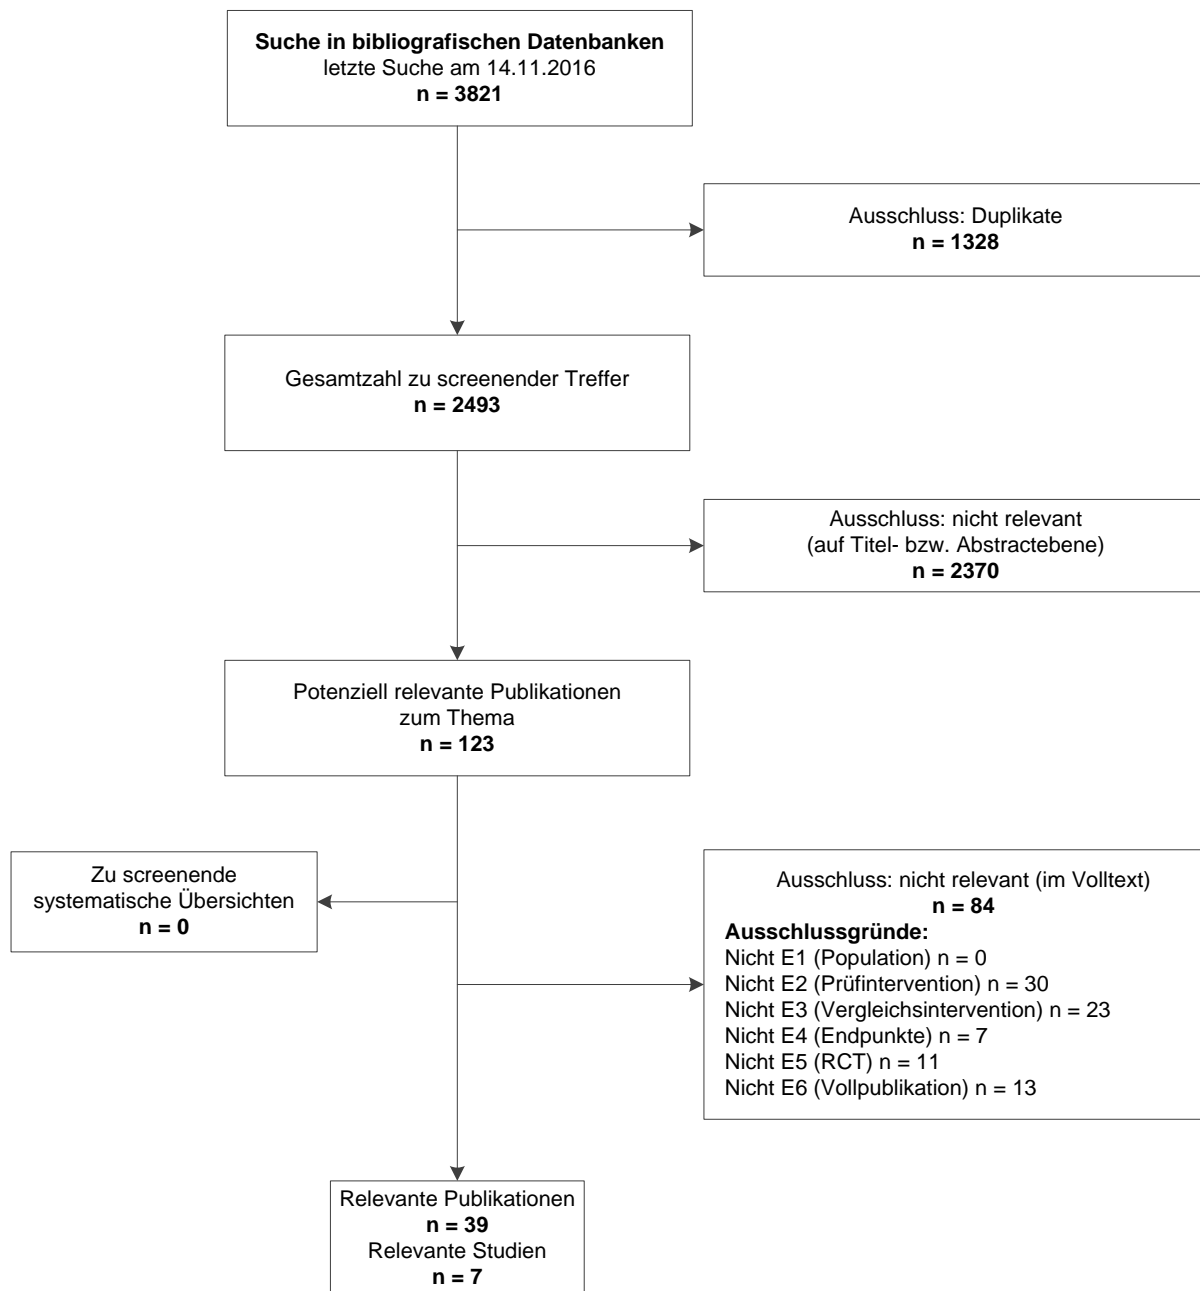 Suche in bibliografischen Datenbanken
letzte Suche am 14.11.2016
n = 3821
Ausschluss: Duplikate
n = 1328
Gesamtzahl zu screenender Treffer
n = 2493
Ausschluss: nicht relevant
(auf Titel- bzw. Abstractebene)
n = 2370
Potenziell relevante Publikationen
zum Thema
n = 123
Zu screenende
systematische Übersichten
n = 0
Ausschluss: nicht relevant (im Volltext)
n = 84
Ausschlussgründe:
Nicht E1 (Population) n = 0
Nicht E2 (Prüfintervention) n = 30
Nicht E3 (Vergleichsintervention) n = 23
Nicht E4 (Endpunkte) n = 7
Nicht E5 (RCT) n = 11
Nicht E6 (Vollpublikation) n = 13
Relevante Publikationen
n = 39
Relevante Studien
n = 7